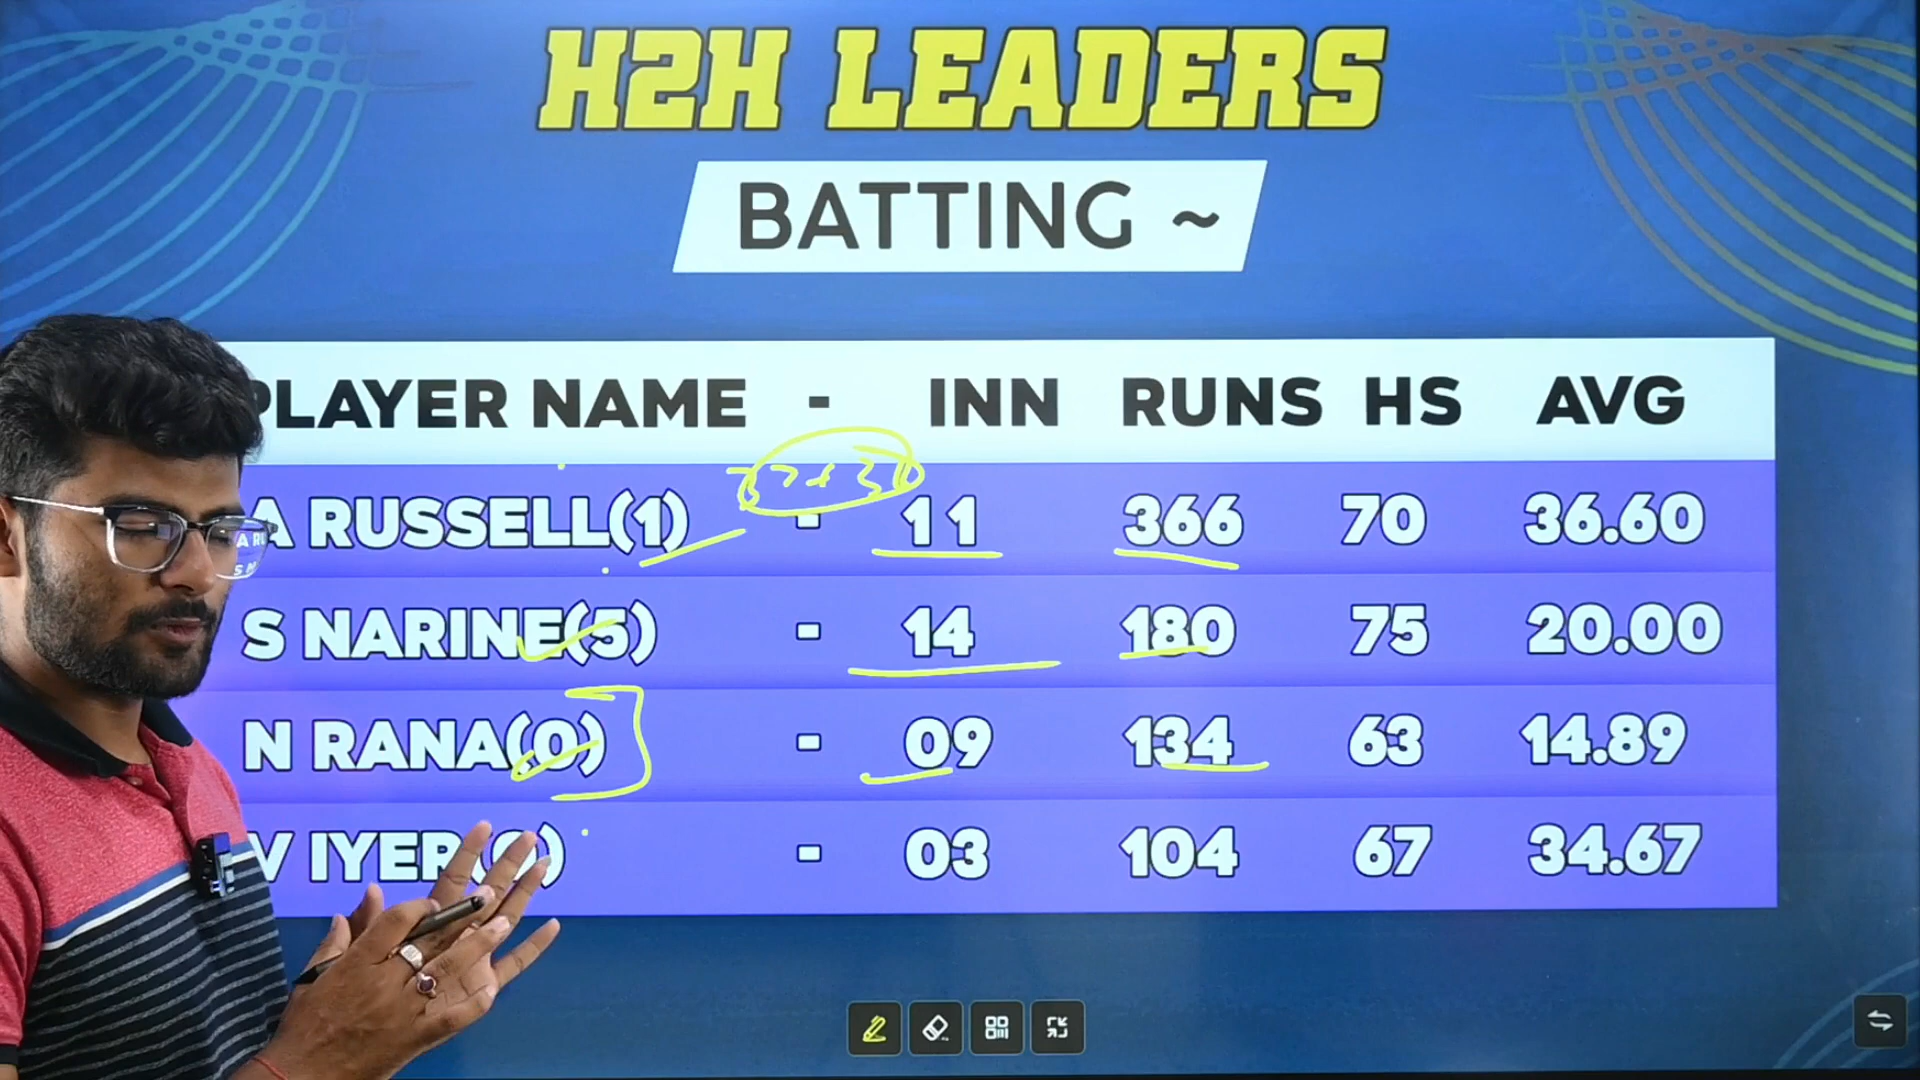 H2H LEADERS
BATTING ~
PLAYER NAME - INN RUNS HS AVG
A RUSSELL(1) - 11 366 70 36.60
S NARINE(5) - 14 180 75 20.00
N RANA(0) - 09 134 63 14.89
V IYER(0) - 03 104 67 34.67